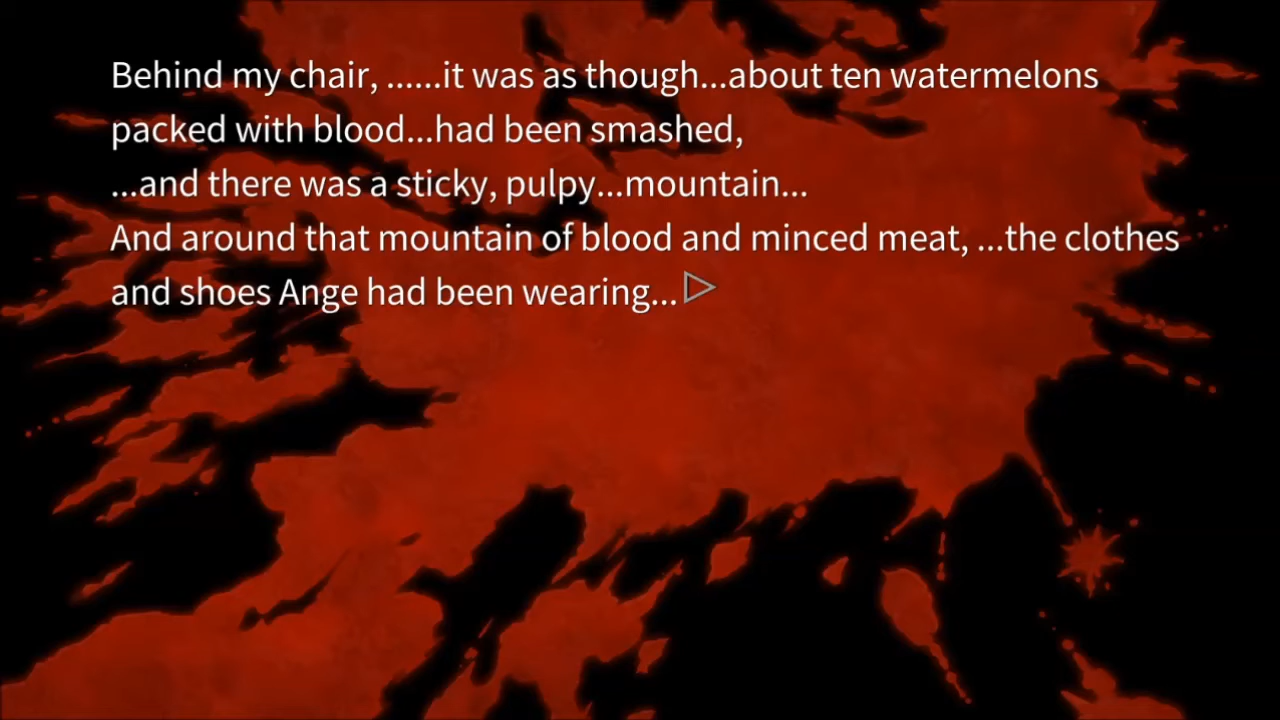 Behind my chair, ......it was as though...about ten watermelons
packed with blood...had been smashed,
...and there was a sticky, pulpy...mountain...
And around that mountain of blood and minced meat, ...the clothes
and shoes Ange had been wearing...